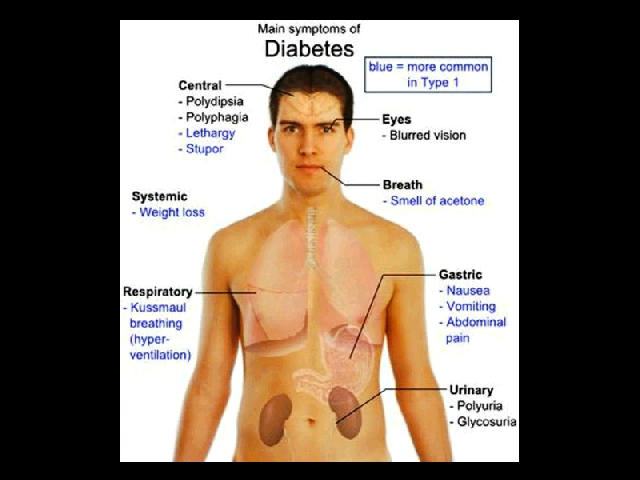 Main symptoms of
Diabetes
blue = more common
in Type 1
Central
- Polydipsia
- Polyphagia
- Lethargy
- Stupor
Eyes
- Blurred vision
Breath
- Smell of acetone
Systemic
- Weight loss
Respiratory
- Kussmaul
breathing
(hyper-
ventilation)
Gastric
- Nausea
- Vomiting
- Abdominal
pain
Urinary
- Polyuria
- Glycosuria